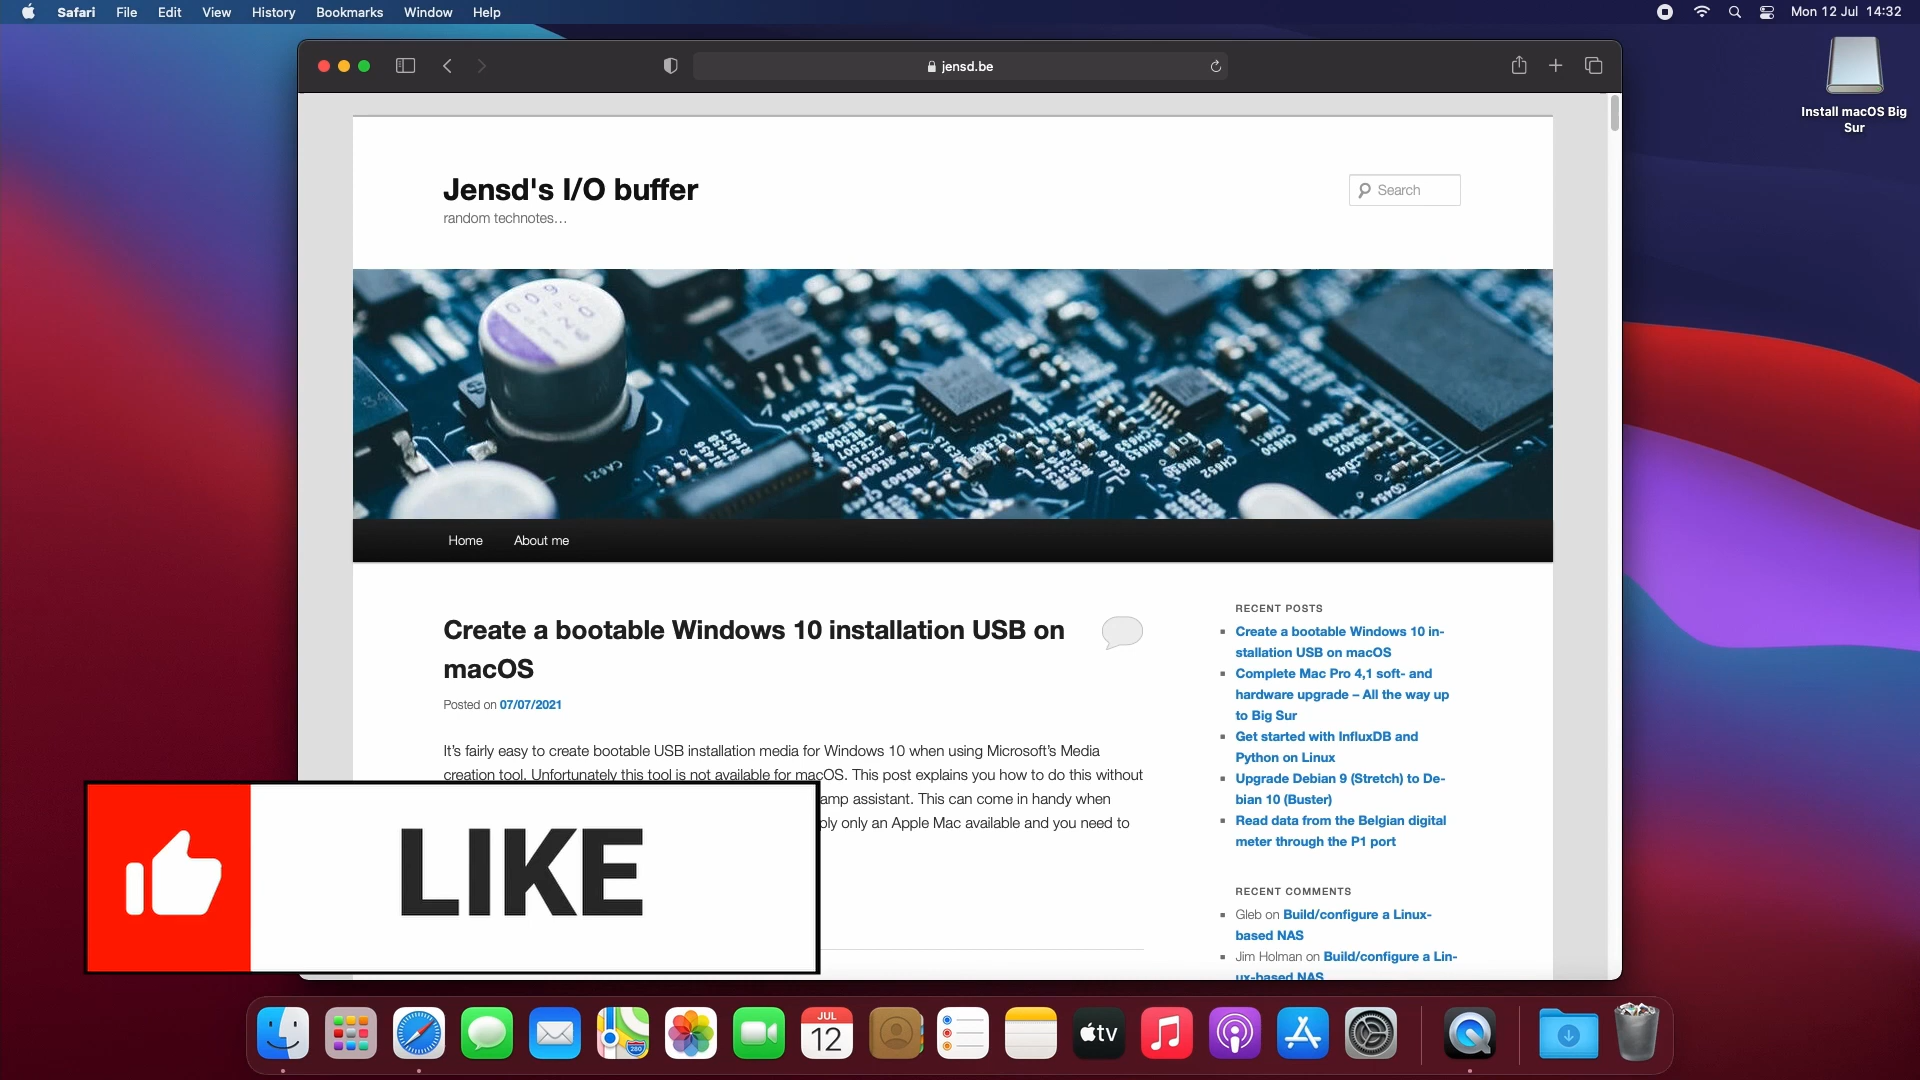 Safari File Edit View History Bookmarks Window Help
Mon 12 Jul 14:32
jensd.be
Install macOS Big
Sur
Jensd's I/O buffer
random technotes…
Search
Home About me
Create a bootable Windows 10 installation USB on
macOS
Posted on 07/07/2021
It's fairly easy to create bootable USB installation media for Windows 10 when using Microsoft's Media
creation tool. Unfortunately this tool is not available for macOS. This post explains you how to do this without
assistant. This can come in handy when
only an Apple Mac available and you need to
RECENT POSTS
Create a bootable Windows 10 in-
stallation USB on macOS
Complete Mac Pro 4,1 soft- and
hardware upgrade – All the way up
to Big Sur
Get started with InfluxDB and
Python on Linux
Upgrade Debian 9 (Stretch) to De-
bian 10 (Buster)
Read data from the Belgian digital
meter through the P1 port
RECENT COMMENTS
Gleb on Build/configure a Linux-
based NAS
Jim Holman on Build/configure a Lin-
ux-based NAS
LIKE
JUL
12
tv
280